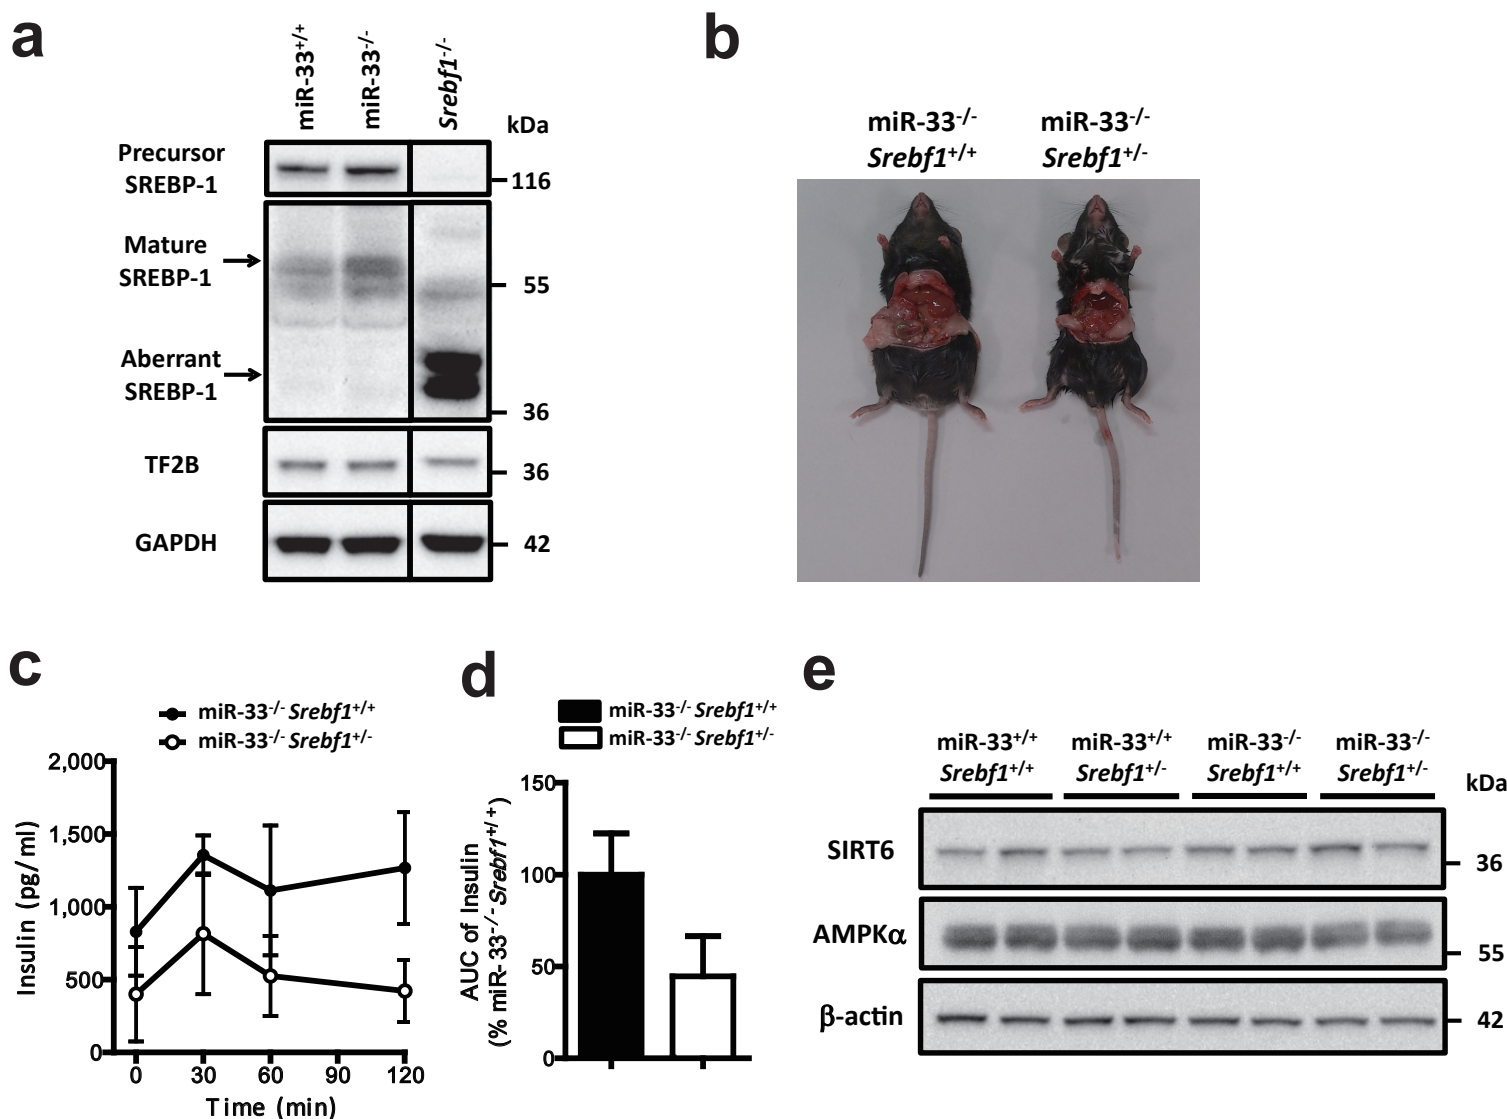 a
miR-33+/+
miR-33-/-
Srebf1-/-
kDa
Precursor
SREBP-1
116
Mature
SREBP-1
55
Aberrant
SREBP-1
36
TF2B
36
GAPDH
42
b
miR-33-/-
Srebf1+/+
miR-33-/-
Srebf1+/-
c
miR-33-/- Srebf1+/+
miR-33-/- Srebf1+/-
2,000
1,500
1,000
500
0
Insulin (pg/ml)
0 30 60 90 120
Time (min)
d
miR-33-/- Srebf1+/+
miR-33-/- Srebf1+/-
150
100
50
0
AUC of Insulin
(% miR-33-/- Srebf1+/+)
e
miR-33+/+
Srebf1+/+
miR-33+/+
Srebf1+/-
miR-33-/-
Srebf1+/+
miR-33-/-
Srebf1+/-
kDa
SIRT6
36
AMPKα
55
β-actin
42